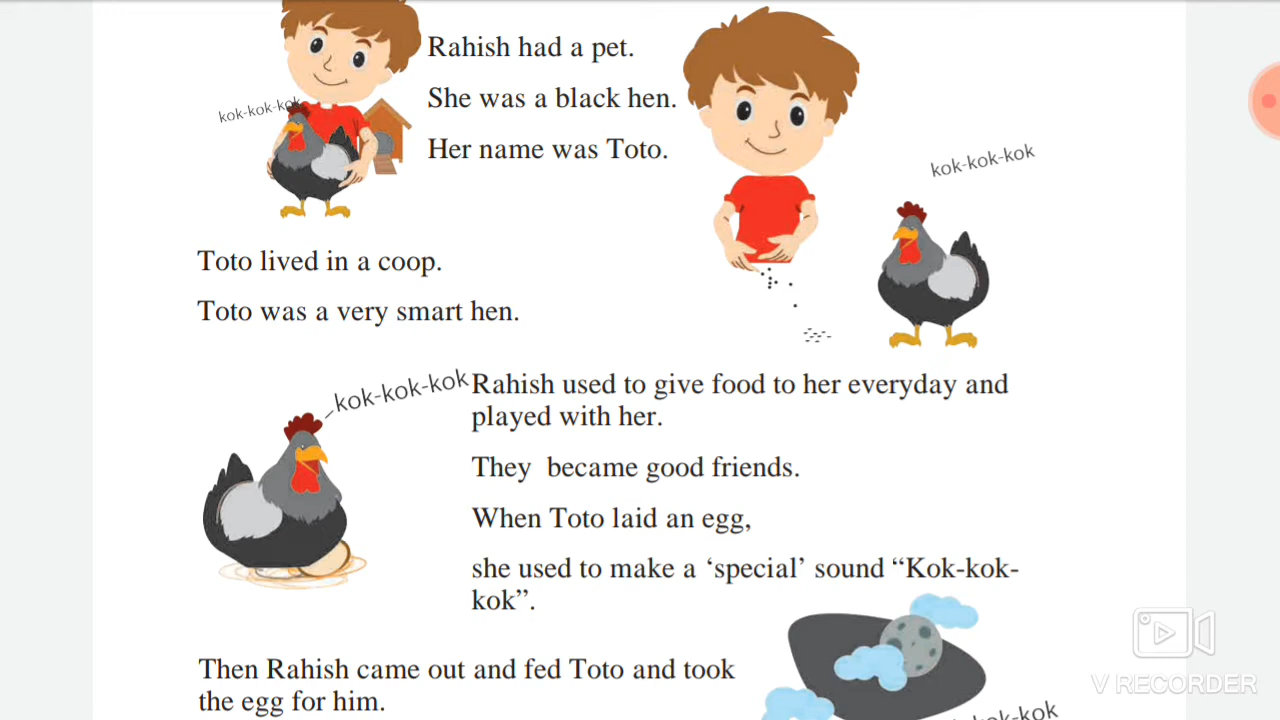 Rahish had a pet.
She was a black hen.
kok-kok-kok
Her name was Toto.
kok-kok-kok
Toto lived in a coop.
Toto was a very smart hen.
kok-kok-kok
Rahish used to give food to her everyday and
played with her.
They became good friends.
When Toto laid an egg,
she used to make a ‘special’ sound “Kok-kok-
kok”.
Then Rahish came out and fed Toto and took
the egg for him.
V RECORDER